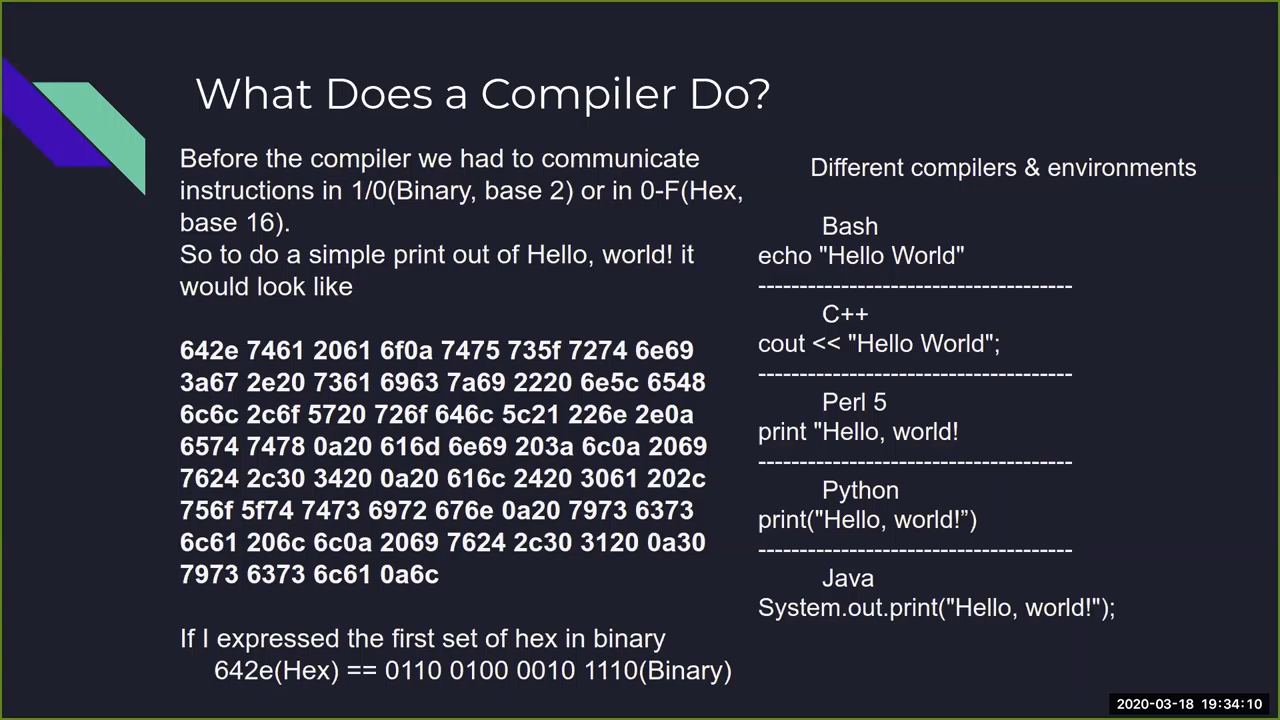 What Does a Compiler Do?
Before the compiler we had to communicate
instructions in 1/0(Binary, base 2) or in 0-F(Hex,
base 16).
So to do a simple print out of Hello, world! it
would look like
642e 7461 2061 6f0a 7475 735f 7274 6e69
3a67 2e20 7361 6963 7a69 2220 6e5c 6548
6c6c 2c6f 5720 726f 646c 5c21 226e 2e0a
6574 7478 0a20 616d 6e69 203a 6c0a 2069
7624 2c30 3420 0a20 616c 2420 3061 202c
756f 5f74 7473 6972 676e 0a20 7973 6373
6c61 206c 6c0a 2069 7624 2c30 3120 0a30
7973 6373 6c61 0a6c
If I expressed the first set of hex in binary
642e(Hex) == 0110 0100 0010 1110(Binary)
Different compilers & environments
Bash
echo "Hello World"
--------------------------------------
C++
cout << "Hello World";
--------------------------------------
Perl 5
print "Hello, world!
--------------------------------------
Python
print("Hello, world!”)
--------------------------------------
Java
System.out.print("Hello, world!");
2020-03-18 19:34:10